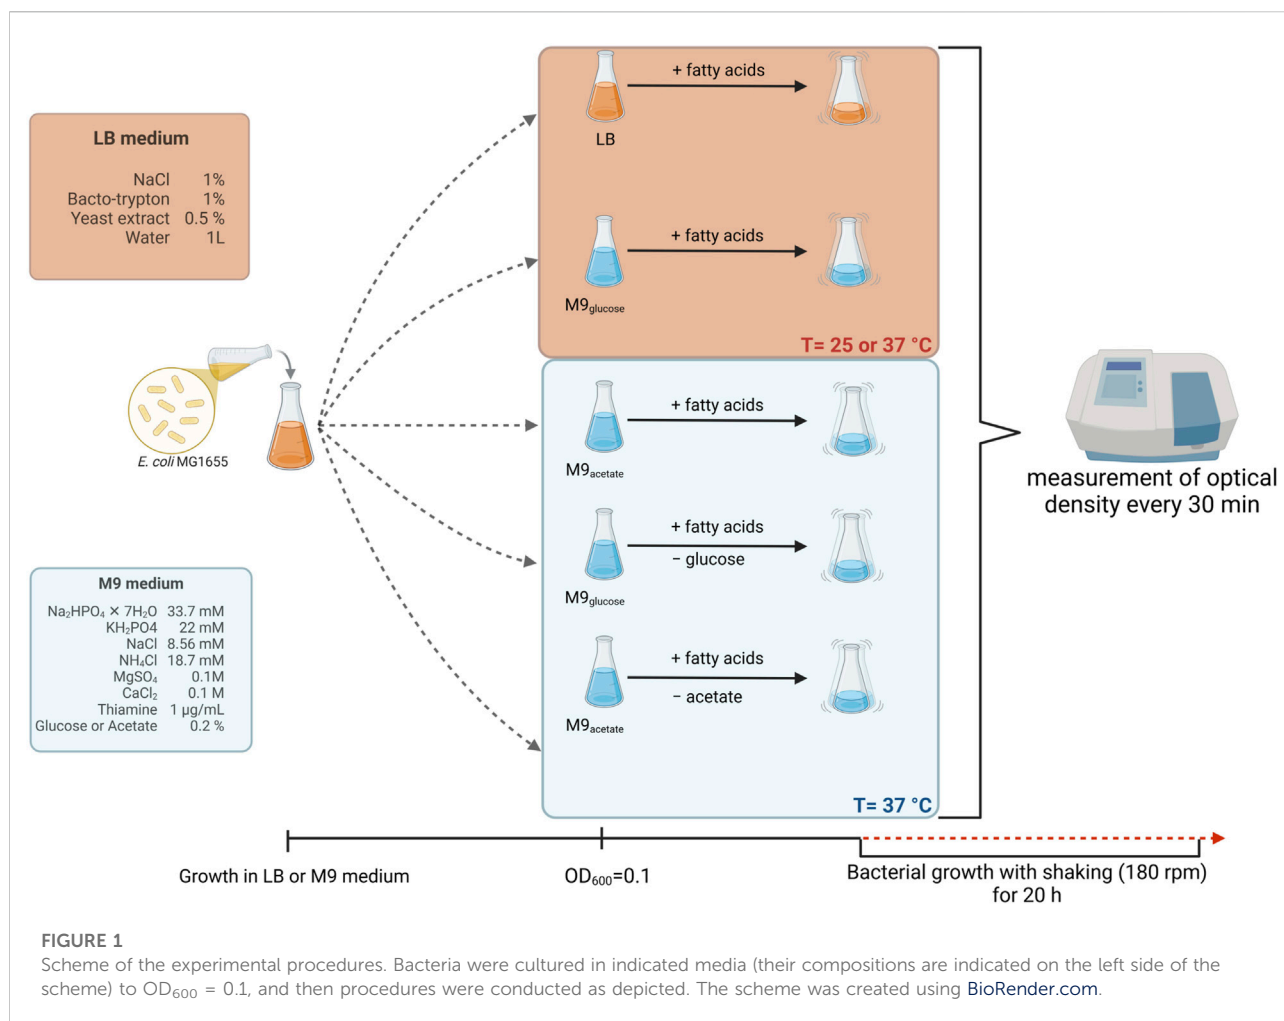 LB medium
NaCl 1%
Bacto-trypton 1%
Yeast extract 0.5 %
Water 1L
E. coli MG1655
M9 medium
Na₂HPO₄ × 7H₂O 33.7 mM
KH₂PO4 22 mM
NaCl 8.56 mM
NH₄Cl 18.7 mM
MgSO₄ 0.1M
CaCl₂ 0.1 M
Thiamine 1 µg/mL
Glucose or Acetate 0.2 %
+ fatty acids
LB
+ fatty acids
M9glucose
T= 25 or 37 °C
+ fatty acids
M9acetate
+ fatty acids
− glucose
M9glucose
+ fatty acids
− acetate
M9acetate
T= 37 °C
measurement of optical
density every 30 min
Growth in LB or M9 medium
OD₆₀₀=0.1
Bacterial growth with shaking (180 rpm)
for 20 h
FIGURE 1
Scheme of the experimental procedures. Bacteria were cultured in indicated media (their compositions are indicated on the left side of the
scheme) to OD₆₀₀ = 0.1, and then procedures were conducted as depicted. The scheme was created using BioRender.com.